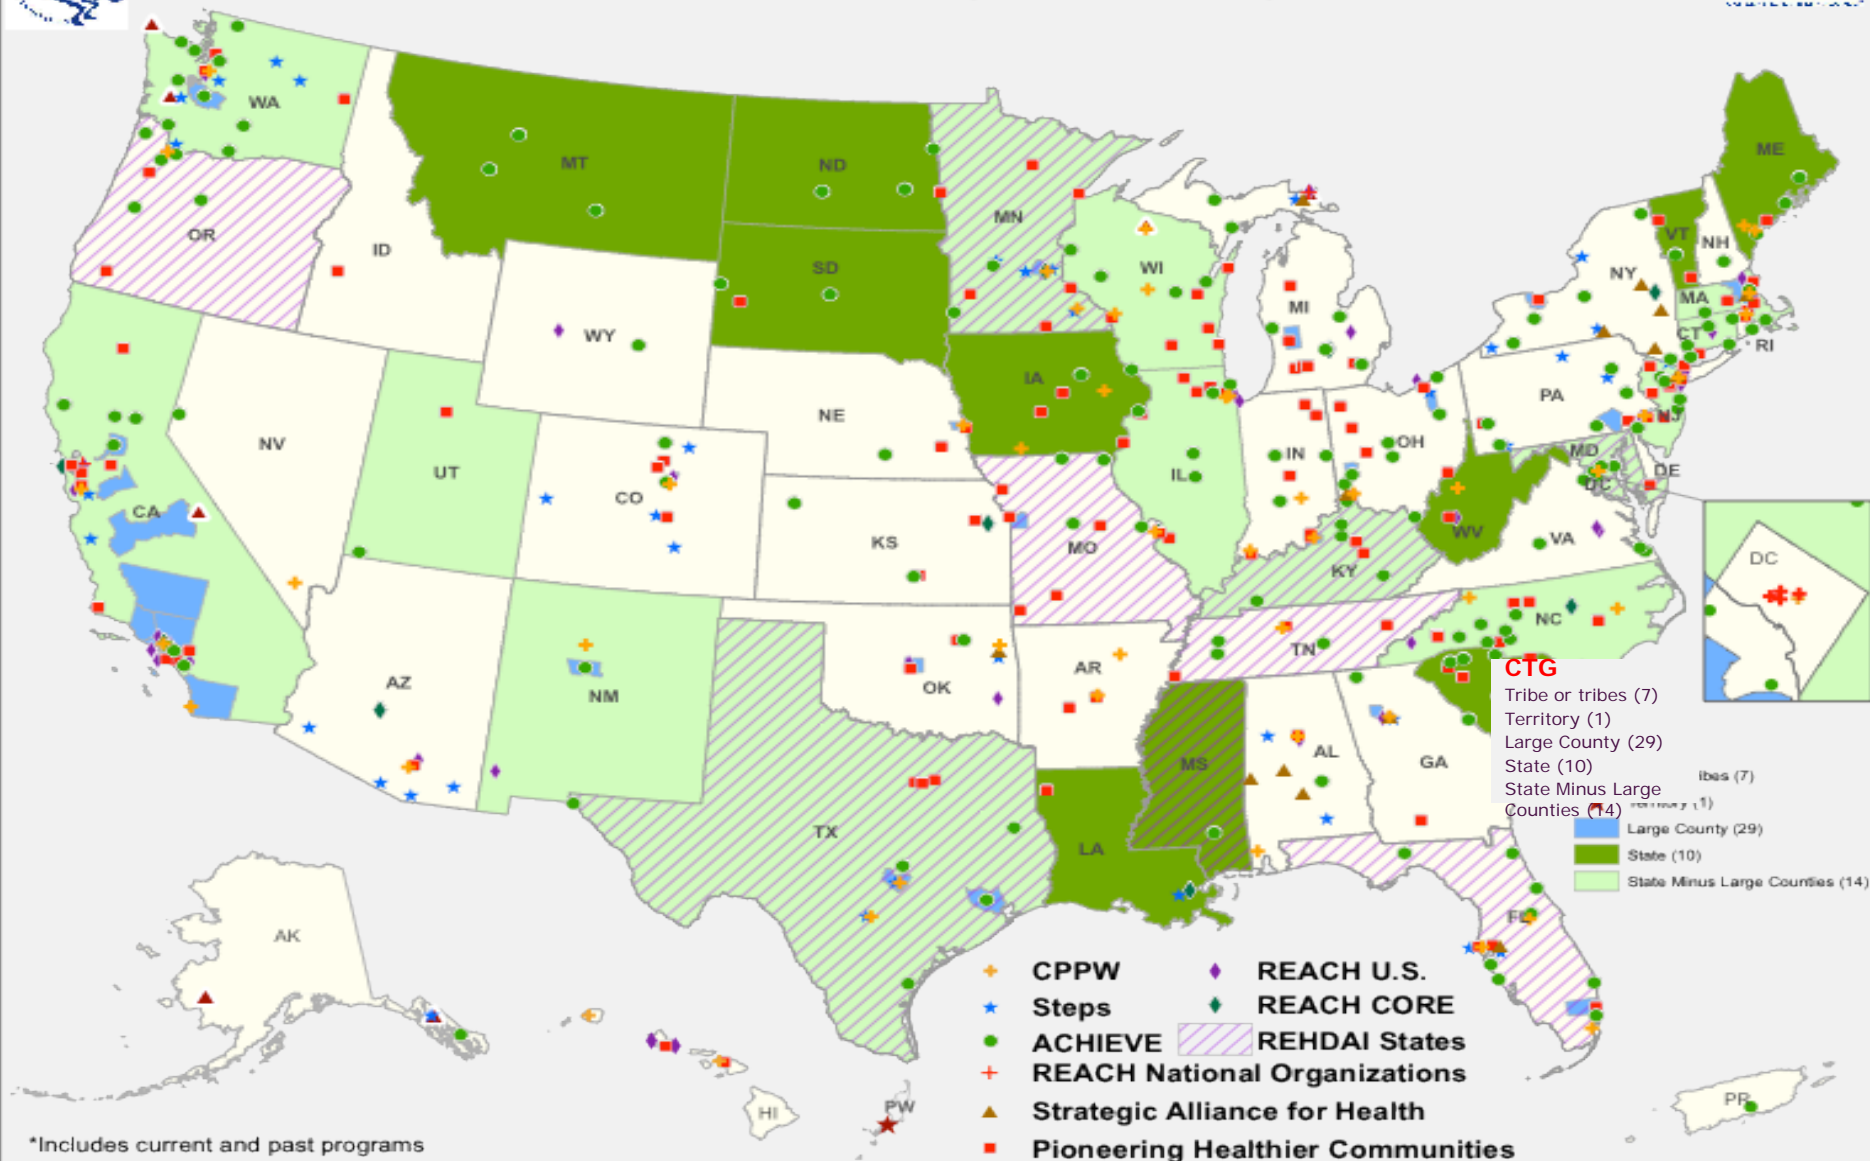 WA
MT
ND
ME
MN
OR
ID
VT
NH
NY
SD
WI
MI
MA
WY
CT
RI
IA
PA
NE
NJ
NV
OH
IN
MD
DE
UT
IL
CO
DC
CA
WV
VA
KS
MO
DC
KY
NC
TN
AR
AZ
OK
NM
CTG
Tribe or tribes (7)
Territory (1)
Large County (29)
State (10)
State Minus Large
Counties (14)
ibes (7)
Territory (1)
Large County (29)
State (10)
State Minus Large Counties (14)
AL
GA
MS
TX
LA
FL
AK
CPPW
REACH U.S.
Steps
REACH CORE
ACHIEVE
REHDAI States
REACH National Organizations
Strategic Alliance for Health
Pioneering Healthier Communities
HI
PW
PR
*Includes current and past programs